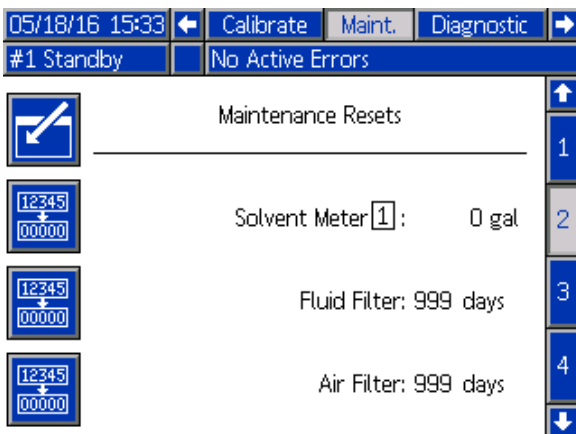 05/18/16 15:33 Calibrate Maint. Diagnostic
#1 Standby No Active Errors
Maintenance Resets
1
12345
00000
Solvent Meter 1 : 0 gal
2
12345
00000
Fluid Filter: 999 days
3
12345
00000
Air Filter: 999 days
4